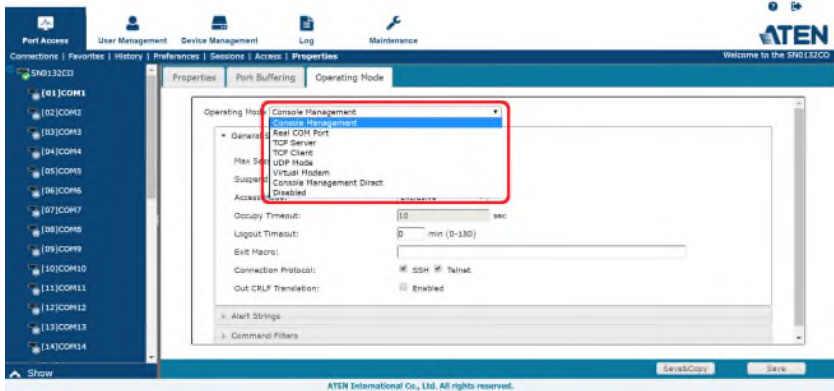 Port Access User Management Device Management Log Maintenance
ATEN
Connections | Favorites | History | Preferences | Sessions | Access | Properties Welcome to the SN0132CO
SN0132CO
Properties Port Buffering Operating Mode
[01]COM1
[02]COM2
[03]COM3
[04]COM4
[05]COM5
[06]COM6
[07]COM7
[08]COM8
[09]COM9
[10]COM10
[11]COM11
[12]COM12
[13]COM13
[14]COM14
Show
Operating Mode Console Management
Console Management
Real COM Port
TCP Server
TCP Client
UDP Mode
Virtual Modem
Console Management Direct
Disabled
General
Suspend
Occupy Timeout: 10 sec
Logout Timeout: 0 min (0-180)
Exit Macro:
Connection Protocol: SSH Telnet
Out CRLF Translation: Enabled
Alert Strings
Command Filters
Save&Copy Save
ATEN International Co., Ltd. All rights reserved.